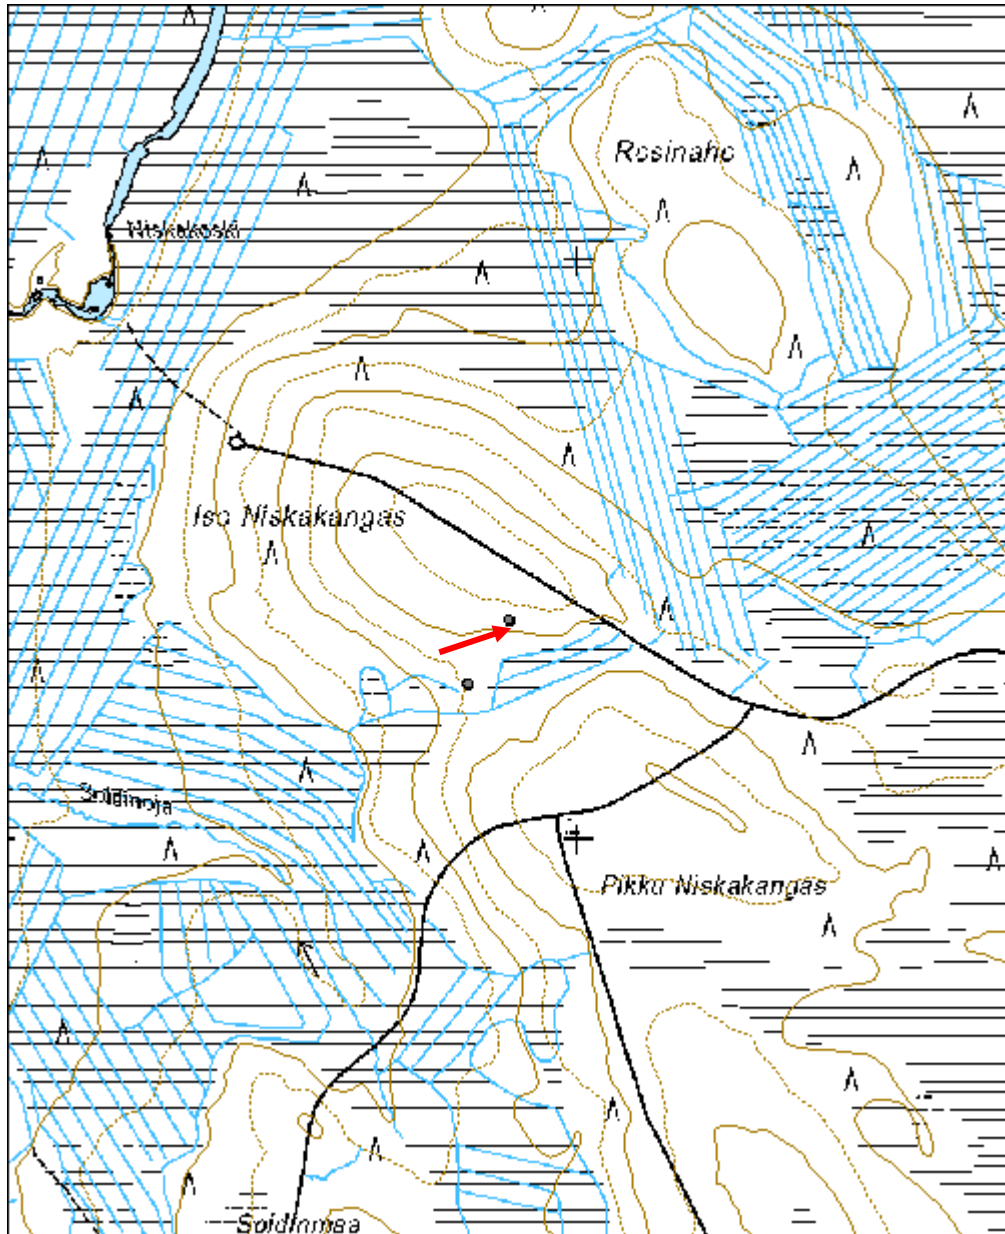 Rosinaho
Niskakoski
Iso Niskakangas
Soidinoja
Pikku Niskakangas
Soidinmaa